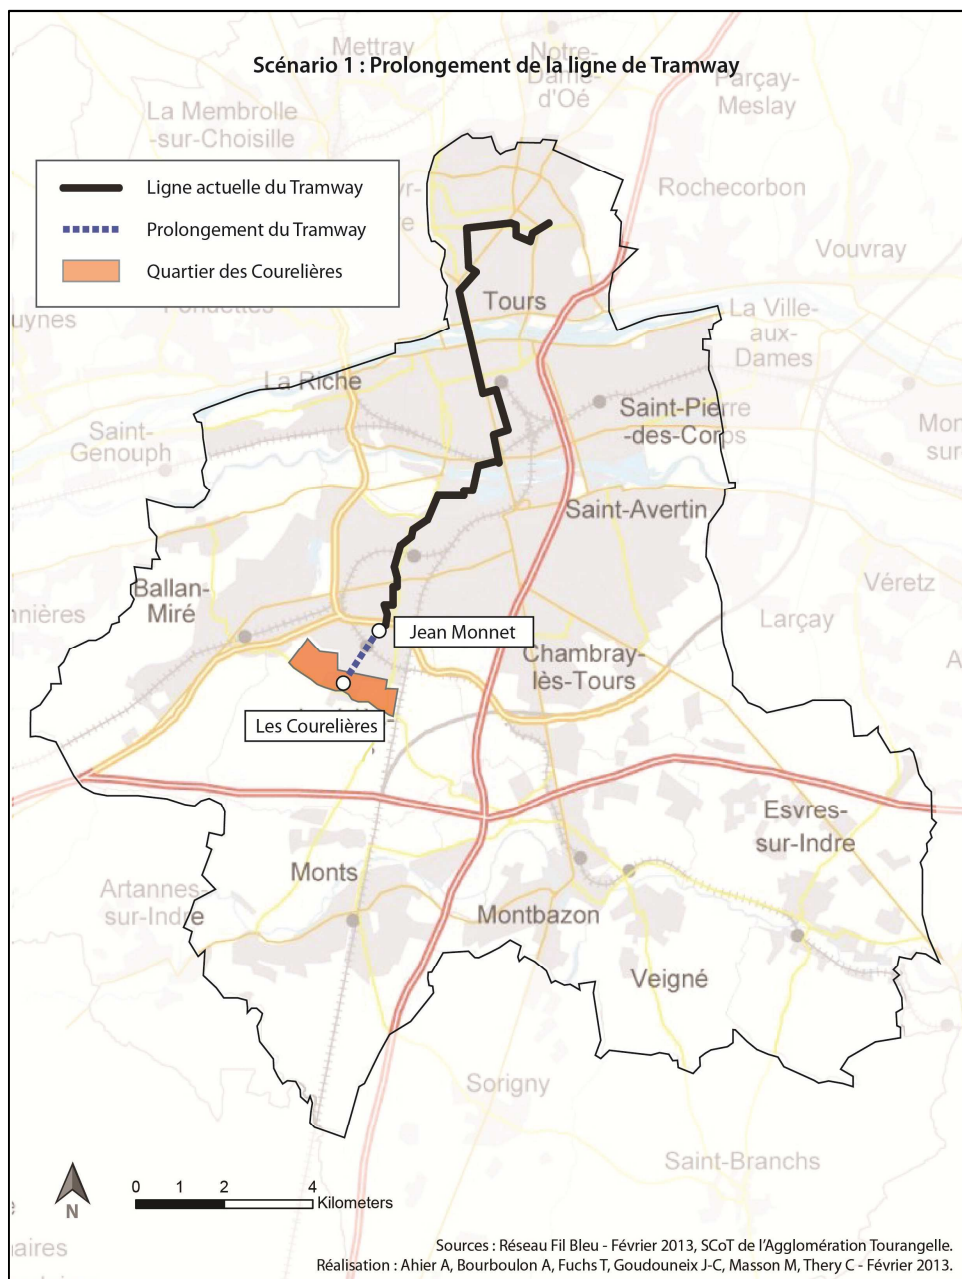 Scénario 1 : Prolongement de la ligne de Tramway
Mettray
Notre-
Dame-
d'Oé
Parçay-
Meslay
La Membrolle
-sur-Choisille
Ligne actuelle du Tramway
Prolongement du Tramway
Quartier des Courelières
Rochecorbon
Vouvray
Tours
La Ville-
aux-
Dames
La Riche
Saint-Pierre
-des-Corps
Saint-
Genouph
Saint-Avertin
Ballan-
Miré
Véretz
Larçay
Jean Monnet
Chambray-
lès-Tours
Les Courelières
Esvres-
sur-Indre
Monts
Artannes-
sur-Indre
Montbazon
Veigné
Sorigny
Saint-Branchs
N
0 1 2 4
Kilometers
Sources : Réseau Fil Bleu - Février 2013, SCoT de l'Agglomération Tourangelle.
Réalisation : Ahier A, Bourboulon A, Fuchs T, Goudouneix J-C, Masson M, Thery C - Février 2013.